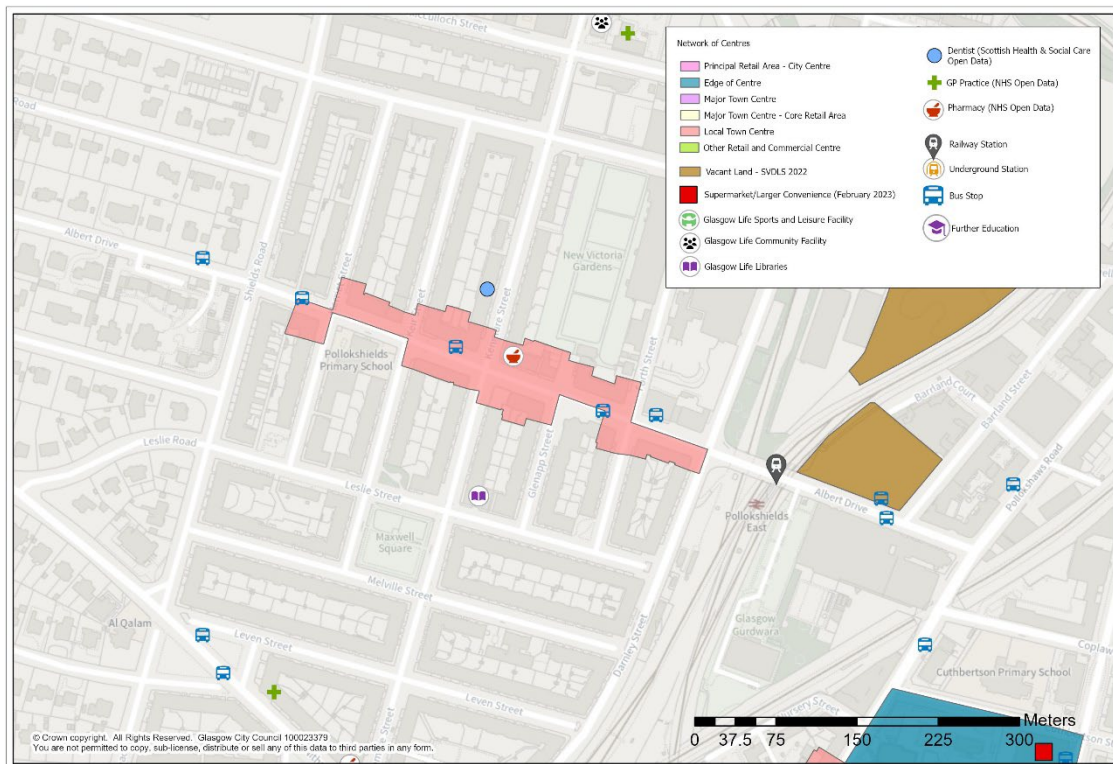 McCulloch Street
Network of Centres
Principal Retail Area - City Centre
Edge of Centre
Major Town Centre
Major Town Centre - Core Retail Area
Local Town Centre
Other Retail and Commercial Centre
Vacant Land - SVDLS 2022
Supermarket/Larger Convenience (February 2023)
Glasgow Life Sports and Leisure Facility
Glasgow Life Community Facility
Glasgow Life Libraries
Dentist (Scottish Health & Social Care
Open Data)
GP Practice (NHS Open Data)
Pharmacy (NHS Open Data)
Railway Station
Underground Station
Bus Stop
Further Education
Road
Albert Drive
Shields Road
New Victoria
Gardens
Pollokshields
Primary School
Leslie Road
Leslie Street
Glenapp Street
Barrland Court
Barrland Street
Pollokshaws Road
Albert Drive
Pollokshields
East
Maxwell
Square
Melville Street
Al Qalam
Leven Street
Leven Street
Darnley Street
Glasgow
Gurdwara
Cuthbertson Primary School
Coplaw
Nursery Street
Meters
0 37.5 75 150 225 300
© Crown copyright. All Rights Reserved. Glasgow City Council 100023379
You are not permitted to copy, sub-license, distribute or sell any of this data to third parties in any form.